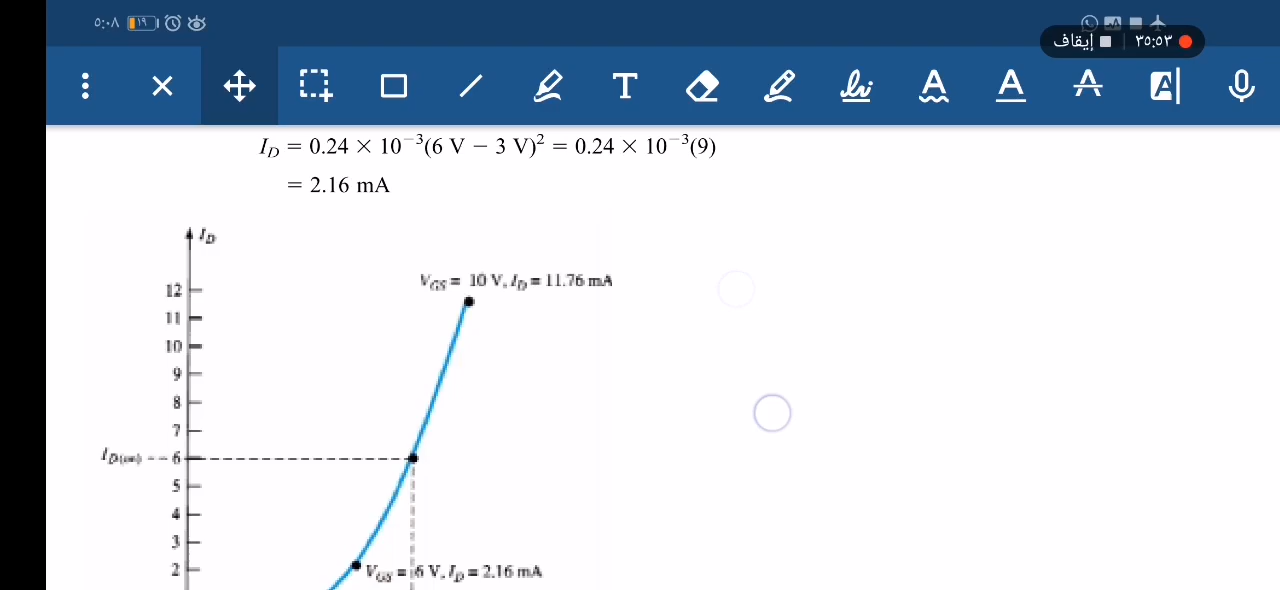 ٥:٠٨ ١٩
إيقاف ٣٥:٥٣
T A A A A
I_D = 0.24 × 10⁻³(6 V − 3 V)² = 0.24 × 10⁻³(9)
= 2.16 mA
I_D
V_GS = 10 V, I_D = 11.76 mA
12
11
10
9
8
7
I_D(on) 6
5
4
3
2
V_GS = 6 V, I_D = 2.16 mA